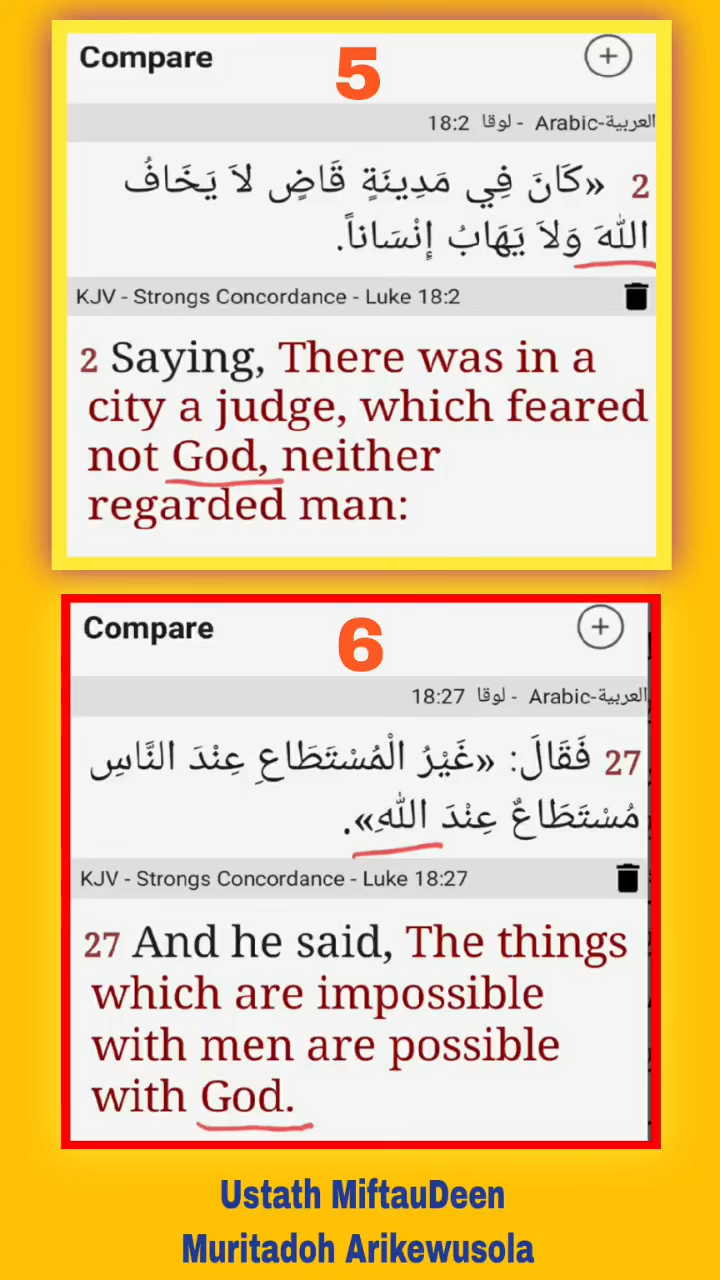 Compare
5
العربية-Arabic - لوقا 18:2
2 «كَانَ فِي مَدِينَةٍ قَاضٍ لاَ يَخَافُ
اللهَ وَلاَ يَهَابُ إِنْسَاناً.
KJV - Strongs Concordance - Luke 18:2
2 Saying, There was in a
city a judge, which feared
not God, neither
regarded man:
Compare
6
العربية-Arabic - لوقا 18:27
27 فَقَالَ: «غَيْرُ الْمُسْتَطَاعِ عِنْدَ النَّاسِ
مُسْتَطَاعٌ عِنْدَ اللهِ».
KJV - Strongs Concordance - Luke 18:27
27 And he said, The things
which are impossible
with men are possible
with God.
Ustath MiftauDeen
Muritadoh Arikewusola